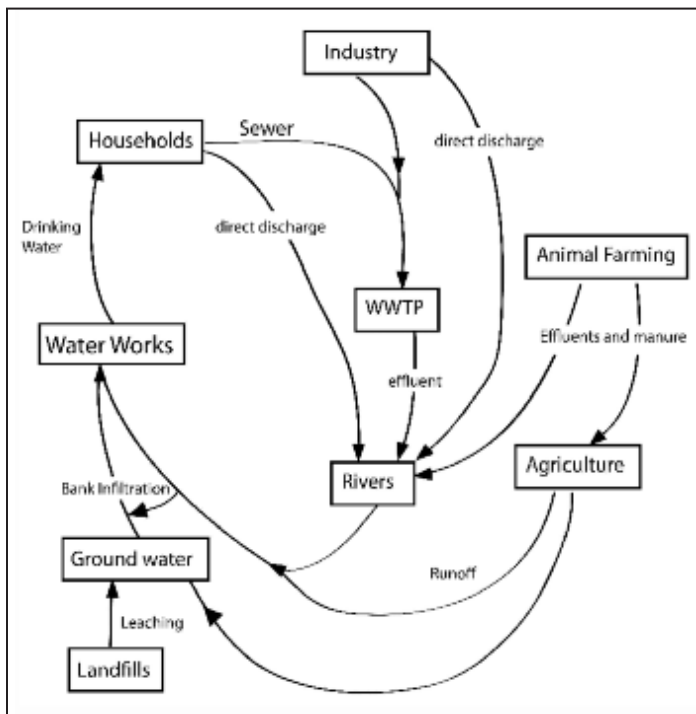 Industry
Households
Sewer
direct discharge
direct discharge
Drinking
Water
Animal Farming
WWTP
Water Works
Effluents and manure
effluent
Agriculture
Rivers
Bank Infiltration
Ground water
Runoff
Leaching
Landfills